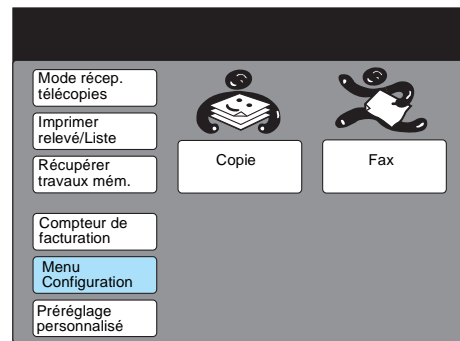 Mode récep.
télécopies
Imprimer
relevé/Liste
Récupérer
travaux mém.
Compteur de
facturation
Menu
Configuration
Préréglage
personnalisé
Copie
Fax